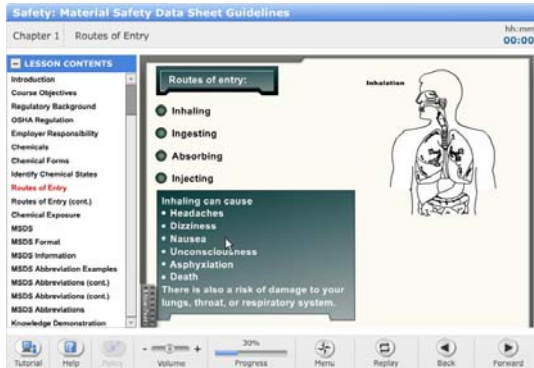 Safety: Material Safety Data Sheet Guidelines
Chapter 1 Routes of Entry
hh:mm
00:00
LESSON CONTENTS
Introduction
Course Objectives
Regulatory Background
OSHA Regulation
Employer Responsibility
Chemicals
Chemical Forms
Identify Chemical States
Routes of Entry
Routes of Entry (cont.)
Chemical Exposure
MSDS
MSDS Format
MSDS Information
MSDS Abbreviation Examples
MSDS Abbreviations (cont.)
MSDS Abbreviations (cont.)
MSDS Abbreviations
Knowledge Demonstration
Routes of entry:
Inhaling
Ingesting
Absorbing
Injecting
Inhaling can cause
• Headaches
• Dizziness
• Nausea
• Unconsciousness
• Asphyxiation
• Death
There is also a risk of damage to your
lungs, throat, or respiratory system.
Inhalation
Tutorial
Help
Policy
- +
Volume
30%
Progress
Menu
Replay
Back
Forward